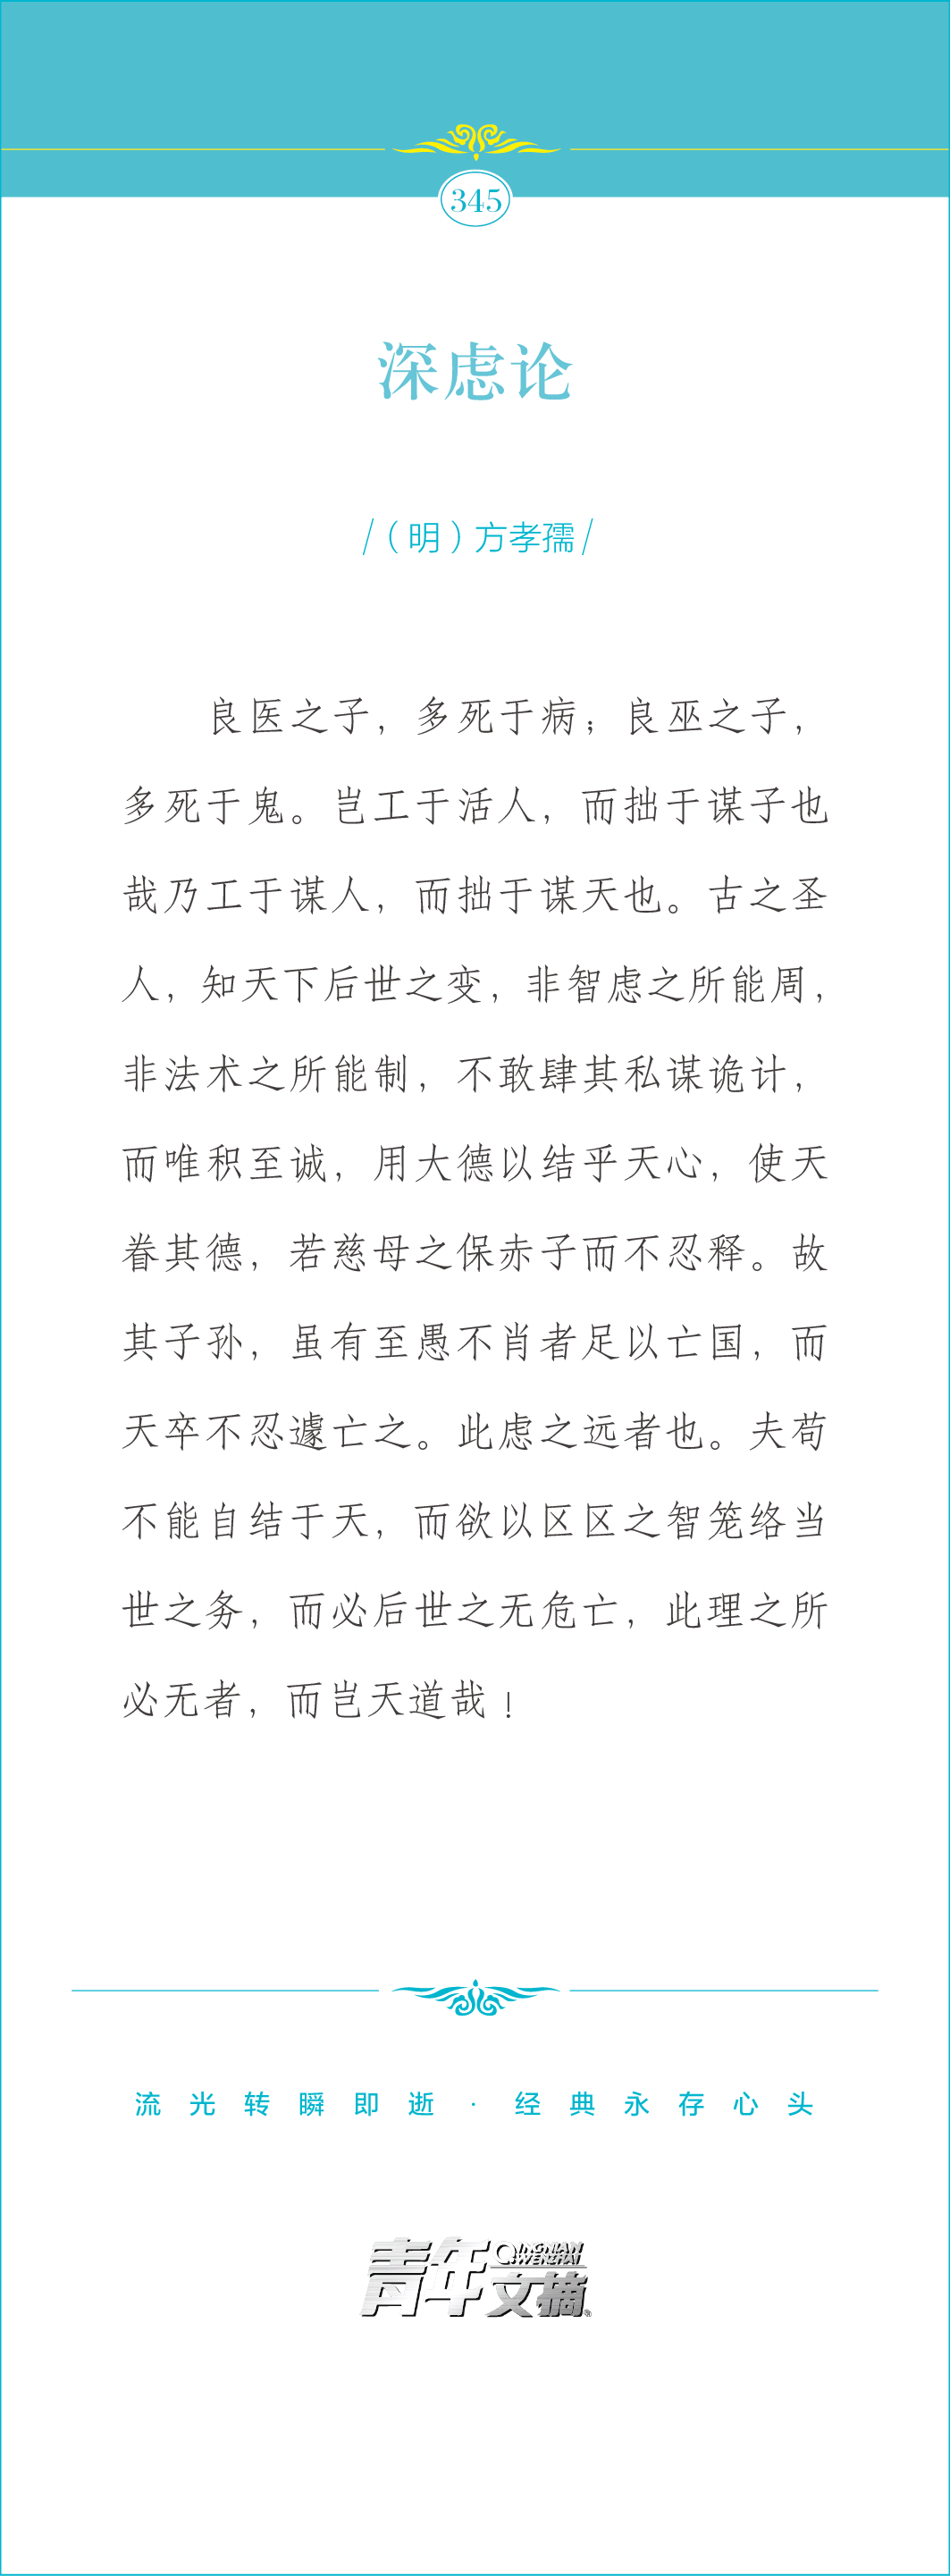 345
深虑论
/（明）方孝孺/
良医之子，多死于病；良巫之子，
多死于鬼。岂工于活人，而拙于谋子也
哉乃工于谋人，而拙于谋天也。古之圣
人，知天下后世之变，非智虑之所能周，
非法术之所能制，不敢肆其私谋诡计，
而唯积至诚，用大德以结乎天心，使天
眷其德，若慈母之保赤子而不忍释。故
其子孙，虽有至愚不肖者足以亡国，而
天卒不忍遽亡之。此虑之远者也。夫苟
不能自结于天，而欲以区区之智笼络当
世之务，而必后世之无危亡，此理之所
必无者，而岂天道哉！
流光转瞬即逝·经典永存心头
青年文摘
QINGNIAN
WENZHAI